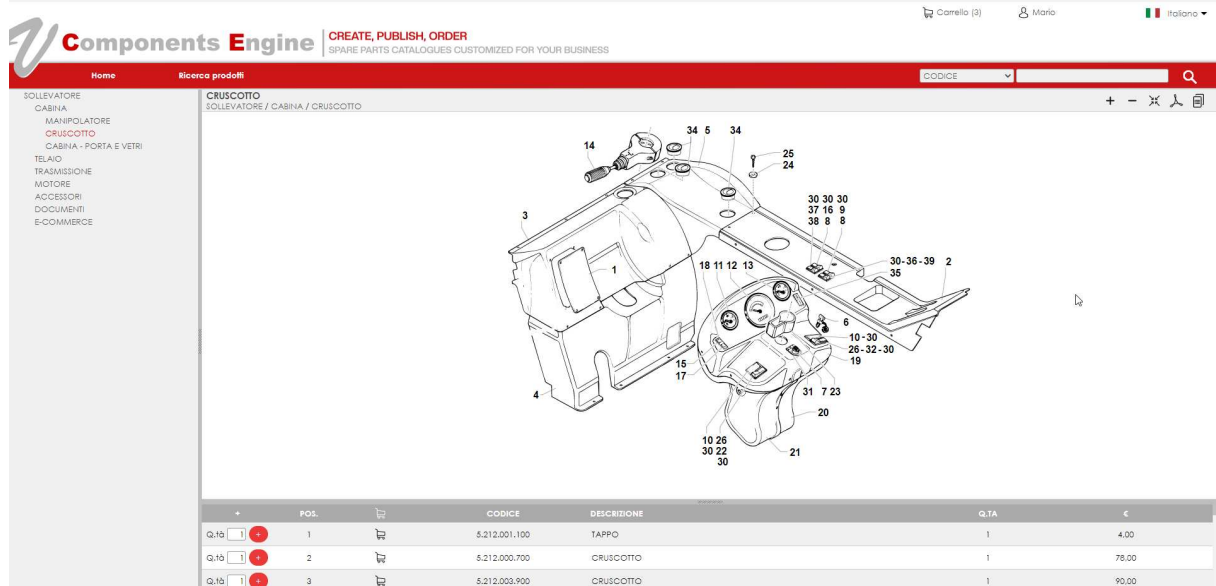 Carrello (3)
Mario
Italiano
Components Engine
CREATE, PUBLISH, ORDER
SPARE PARTS CATALOGUES CUSTOMIZED FOR YOUR BUSINESS
Home
Ricerca prodotti
CODICE
SOLLEVATORE
CABINA
MANIPOLATORE
CRUSCOTTO
CABINA - PORTA E VETRI
TELAIO
TRASMISSIONE
MOTORE
ACCESSORI
DOCUMENTI
E-COMMERCE
CRUSCOTTO
SOLLEVATORE / CABINA / CRUSCOTTO
34 5 34
14
25
24
30 30 30
37 16 9
38 8 8
3
30-36-39 2
35
1
18 11 12 13
6
10-30
26-32-30
19
15
17
31 7 23
4
20
10 26
30 22
30
21
+ POS. CODICE DESCRIZIONE Q.TA €
Q.tà 1 + 1 5.212.001.100 TAPPO 1 4,00
Q.tà 1 + 2 5.212.000.700 CRUSCOTTO 1 78,00
Q.tà 1 + 3 5.212.003.900 CRUSCOTTO 1 90,00